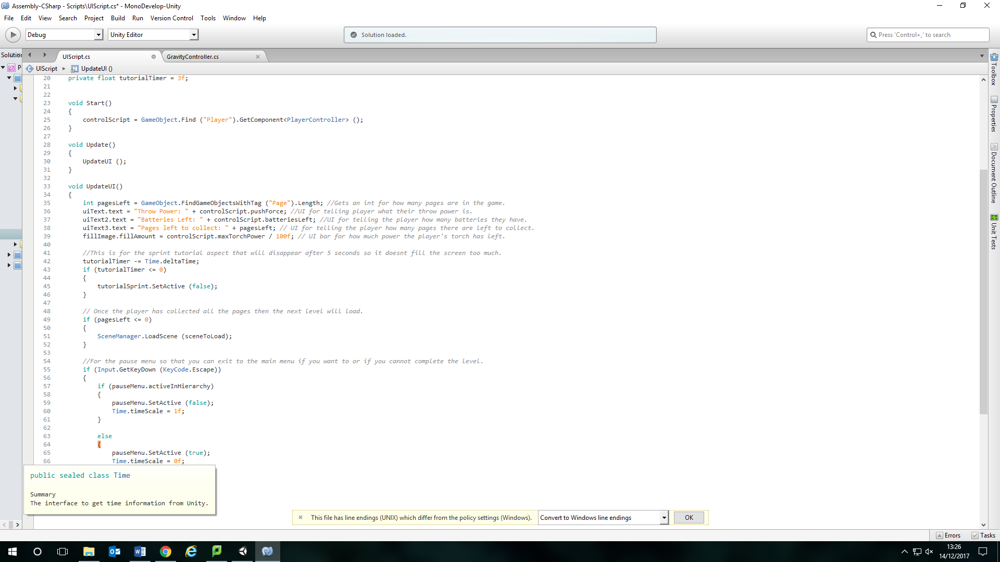 Assembly-CSharp - Scripts\UIScript.cs* - MonoDevelop-Unity
File Edit View Search Project Build Run Version Control Tools Window Help
Debug Unity Editor Solution loaded. Press 'Control+,' to search
Solution UIScript.cs GravityController.cs
P UIScript UpdateUI ()
20 private float tutorialTimer = 3f;
21
22
23 void Start()
24 {
25 controlScript = GameObject.Find ("Player").GetComponent<PlayerController> ();
26 }
27
28 void Update()
29 {
30 UpdateUI ();
31 }
32
33 void UpdateUI()
34 {
35 int pagesLeft = GameObject.FindGameObjectsWithTag ("Page").Length; //Gets an int for how many pages are in the game.
36 uiText.text = "Throw Power: " + controlScript.pushForce; //UI for telling player what their throw power is.
37 uiText2.text = "Batteries Left: " + controlScript.batteriesLeft; //UI for telling the player how many batteries they have.
38 uiText3.text = "Pages left to collect: " + pagesLeft; // UI for telling the player how many pages there are left to collect.
39 fillImage.fillAmount = controlScript.maxTorchPower / 100f; // UI bar for how much power the player's torch has left.
40
41 //This is for the sprint tutorial aspect that will disappear after 5 seconds so it doesnt fill the screen too much.
42 tutorialTimer -= Time.deltaTime;
43 if (tutorialTimer <= 0)
44 {
45 tutorialSprint.SetActive (false);
46 }
47
48 // Once the player has collected all the pages then the next level will load.
49 if (pagesLeft <= 0)
50 {
51 SceneManager.LoadScene (sceneToLoad);
52 }
53
54 //For the pause menu so that you can exit to the main menu if you want to or if you cannot complete the level.
55 if (Input.GetKeyDown (KeyCode.Escape))
56 {
57 if (pauseMenu.activeInHierarchy)
58 {
59 pauseMenu.SetActive (false);
60 Time.timeScale = 1f;
61 }
62
63 else
64 {
65 pauseMenu.SetActive (true);
66 Time.timeScale = 0f;
public sealed class Time
Summary
The interface to get time information from Unity.
This file has line endings (UNIX) which differ from the policy settings (Windows). Convert to Windows line endings OK
Toolbox
Properties
Document Outline
Unit Tests
Errors Tasks
13:26
14/12/2017